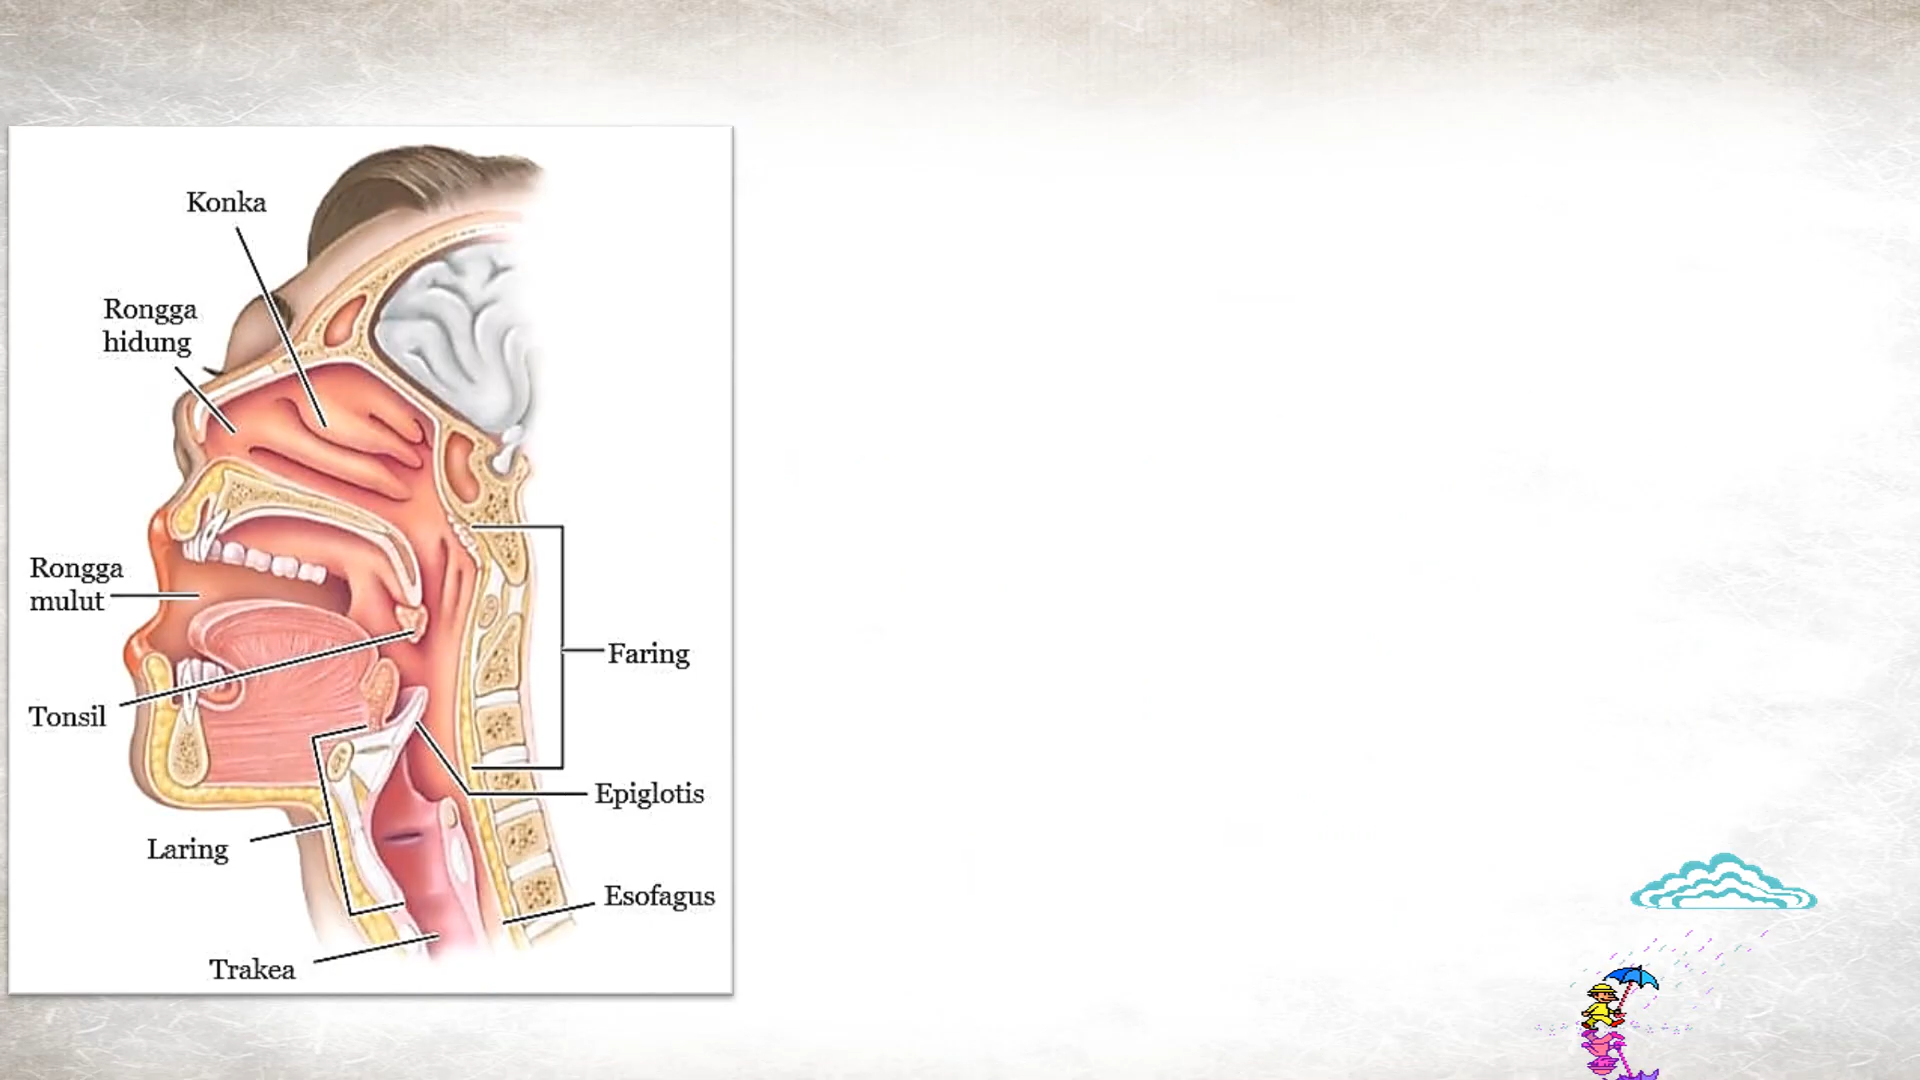 Konka
Rongga
hidung
Rongga
mulut
Faring
Tonsil
Epiglotis
Laring
Esofagus
Trakea